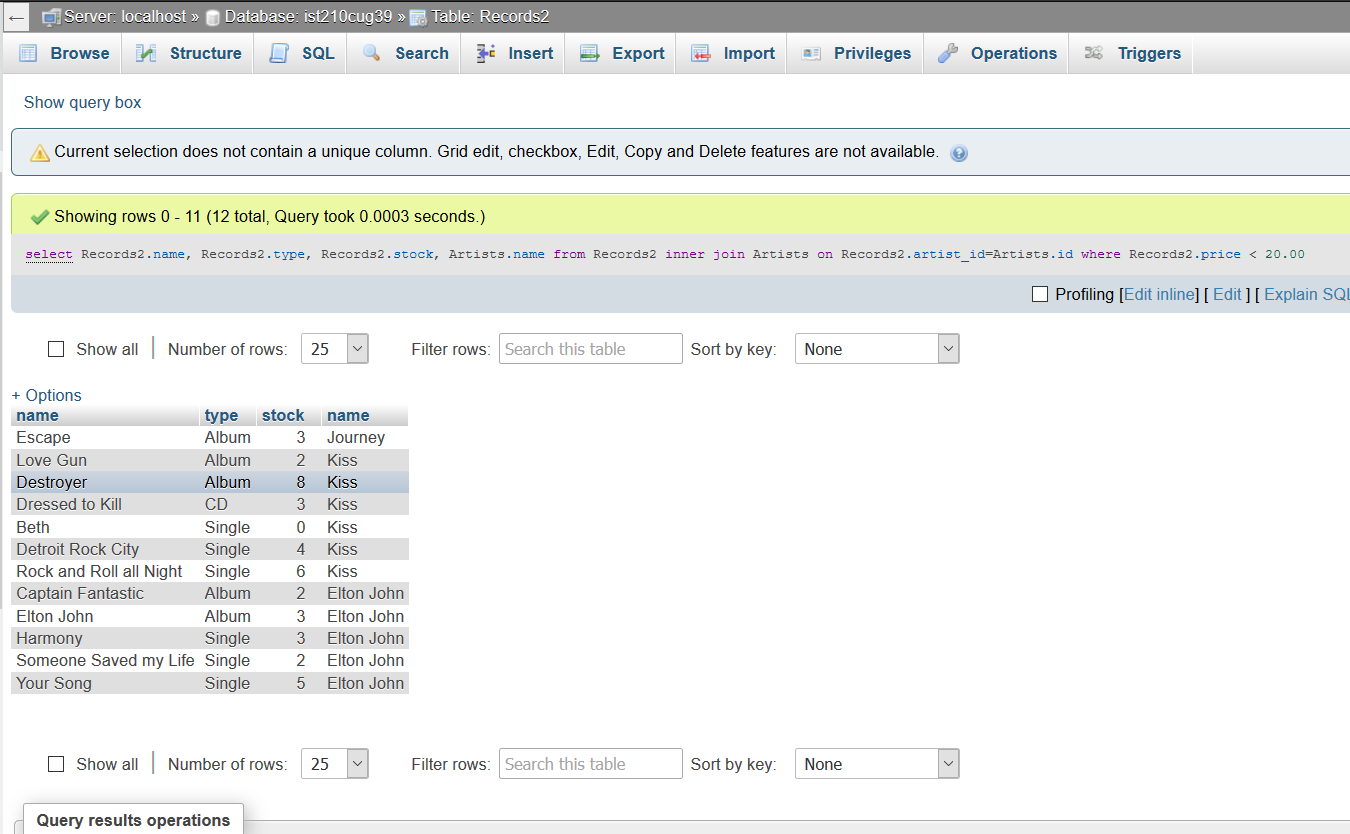 Server: localhost » Database: ist210cug39 » Table: Records2
Browse Structure SQL Search Insert Export Import Privileges Operations Triggers
Show query box
Current selection does not contain a unique column. Grid edit, checkbox, Edit, Copy and Delete features are not available.
Showing rows 0 - 11 (12 total, Query took 0.0003 seconds.)
select Records2.name, Records2.type, Records2.stock, Artists.name from Records2 inner join Artists on Records2.artist_id=Artists.id where Records2.price < 20.00
Profiling [Edit inline] [ Edit ] [ Explain SQL
Show all Number of rows: 25 Filter rows: Search this table Sort by key: None
+ Options
name type stock name
Escape Album 3 Journey
Love Gun Album 2 Kiss
Destroyer Album 8 Kiss
Dressed to Kill CD 3 Kiss
Beth Single 0 Kiss
Detroit Rock City Single 4 Kiss
Rock and Roll all Night Single 6 Kiss
Captain Fantastic Album 2 Elton John
Elton John Album 3 Elton John
Harmony Single 3 Elton John
Someone Saved my Life Single 2 Elton John
Your Song Single 5 Elton John
Show all Number of rows: 25 Filter rows: Search this table Sort by key: None
Query results operations